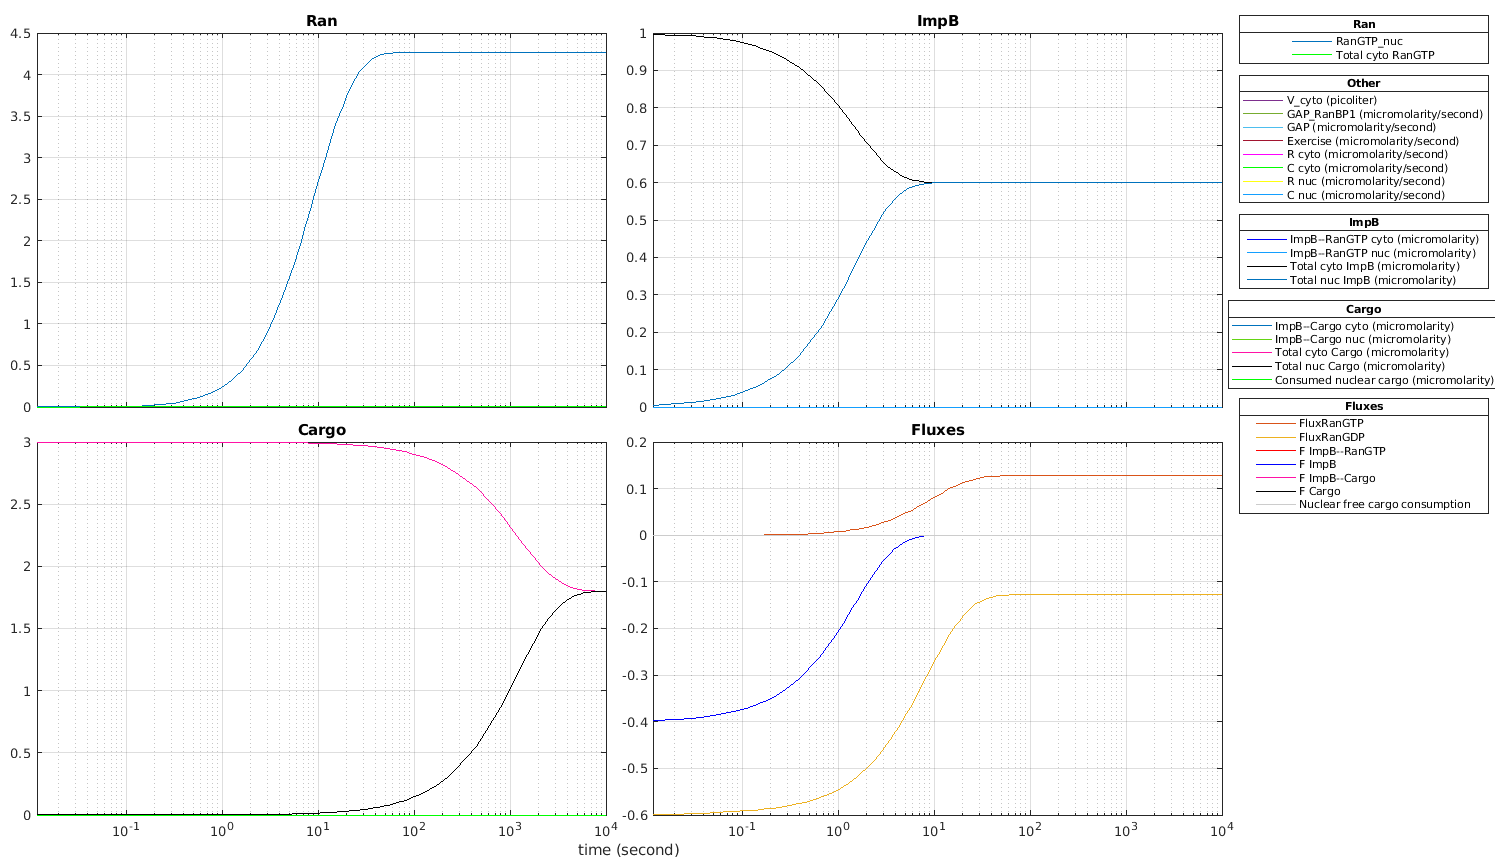 Ran
4.5
4
3.5
3
2.5
2
1.5
1
0.5
0
ImpB
1
0.9
0.8
0.7
0.6
0.5
0.4
0.3
0.2
0.1
0
Cargo
3
2.5
2
1.5
1
0.5
0
10^-1
10^0
10^1
10^2
10^3
10^4
Fluxes
0.2
0.1
0
-0.1
-0.2
-0.3
-0.4
-0.5
-0.6
10^-1
10^0
10^1
10^2
10^3
10^4
time (second)
Ran
RanGTP_nuc
Total cyto RanGTP
Other
V_cyto (picoliter)
GAP_RanBP1 (micromolarity/second)
GAP (micromolarity/second)
Exercise (micromolarity/second)
R cyto (micromolarity/second)
C cyto (micromolarity/second)
R nuc (micromolarity/second)
C nuc (micromolarity/second)
ImpB
ImpB--RanGTP cyto (micromolarity)
ImpB--RanGTP nuc (micromolarity)
Total cyto ImpB (micromolarity)
Total nuc ImpB (micromolarity)
Cargo
ImpB--Cargo cyto (micromolarity)
ImpB--Cargo nuc (micromolarity)
Total cyto Cargo (micromolarity)
Total nuc Cargo (micromolarity)
Consumed nuclear cargo (micromolarity)
Fluxes
FluxRanGTP
FluxRanGDP
F ImpB--RanGTP
F ImpB
F ImpB--Cargo
F Cargo
Nuclear free cargo consumption